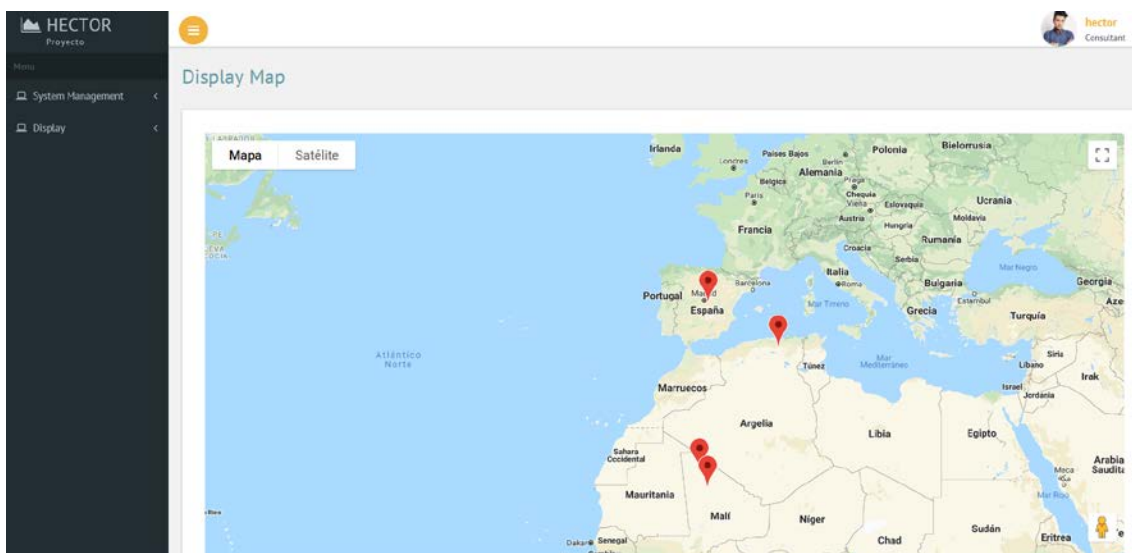 HECTOR
Proyecto
hector
Consultant
Menu
Display Map
System Management
Display
Mapa
Satélite
Irlanda
Londres
Países Bajos
Berlín
Polonia
Bielorrusia
Alemania
Bélgica
Praga
Chequia
París
Viena
Eslovaquia
Ucrania
Austria
Hungría
Moldavia
Francia
Rumanía
Croacia
Serbia
Mar Negro
Italia
Roma
Bulgaria
Georgia
Barcelona
Portugal
España
Mar Tirreno
Grecia
Estambul
Turquía
Atlántico
Norte
Túnez
Mar
Mediterráneo
Siria
Líbano
Irak
Marruecos
Israel
Jordania
Argelia
Libia
Egipto
Sahara
Occidental
Arabia
Meca
Mauritania
Mar Rojo
Malí
Níger
Sudán
Dakar
Senegal
Chad
Eritrea